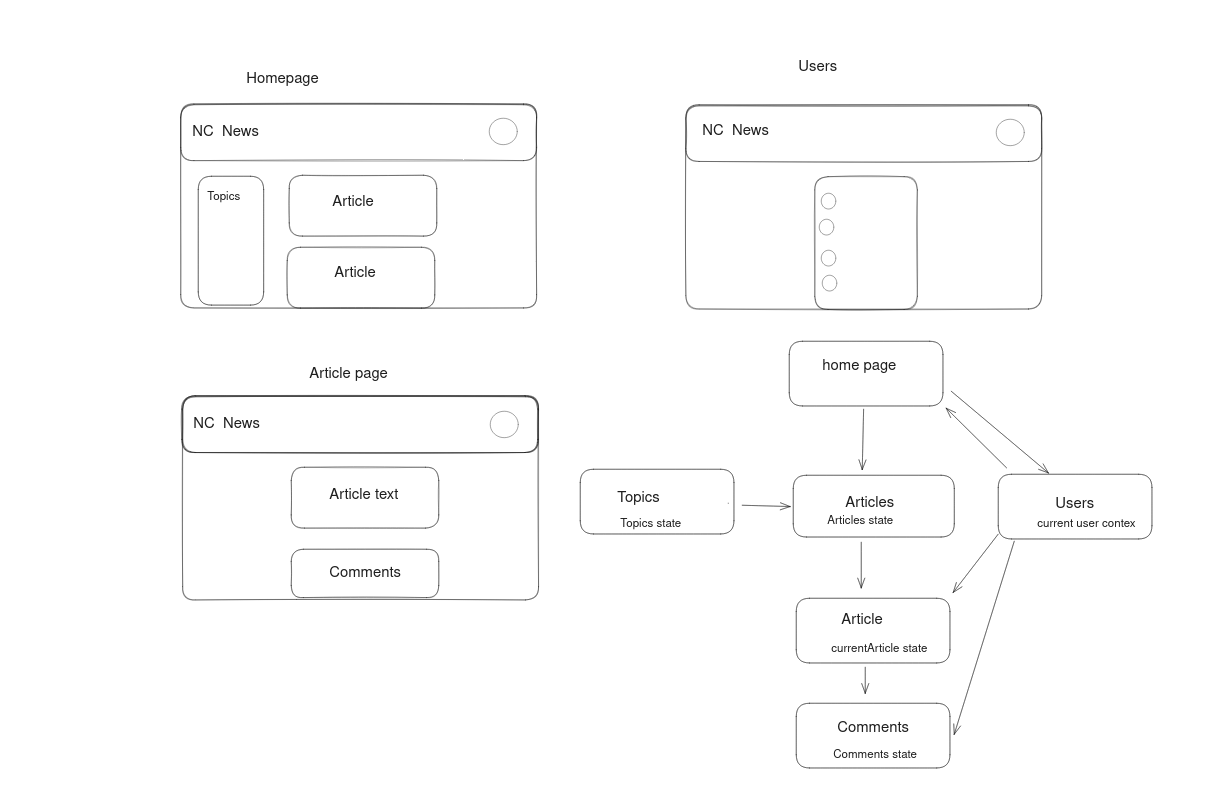 Homepage
NC  News
Topics
Article
Article
Users
NC  News
Article page
NC  News
Article text
Comments
home page
Topics
Topics state
Articles
Articles state
Users
current user contex
Article
currentArticle state
Comments
Comments state